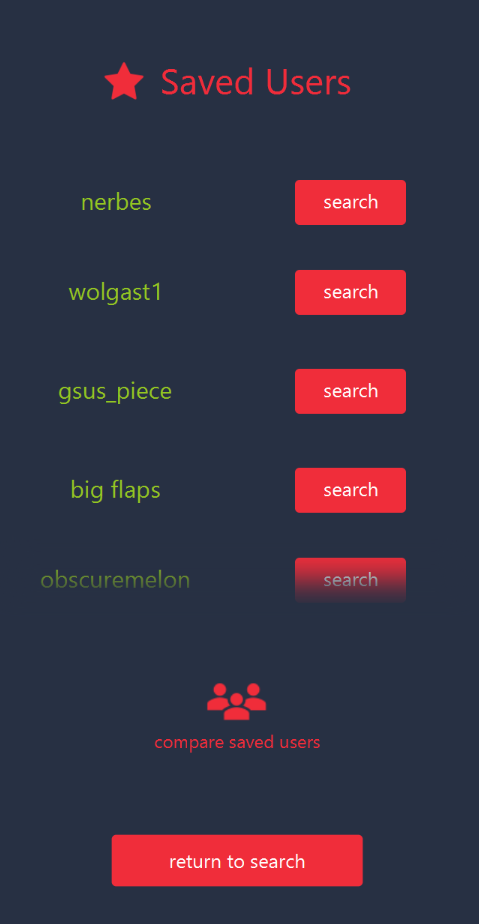 Saved Users
nerbes search
wolgast1 search
gsus_piece search
big flaps search
obscuremelon search
compare saved users
return to search